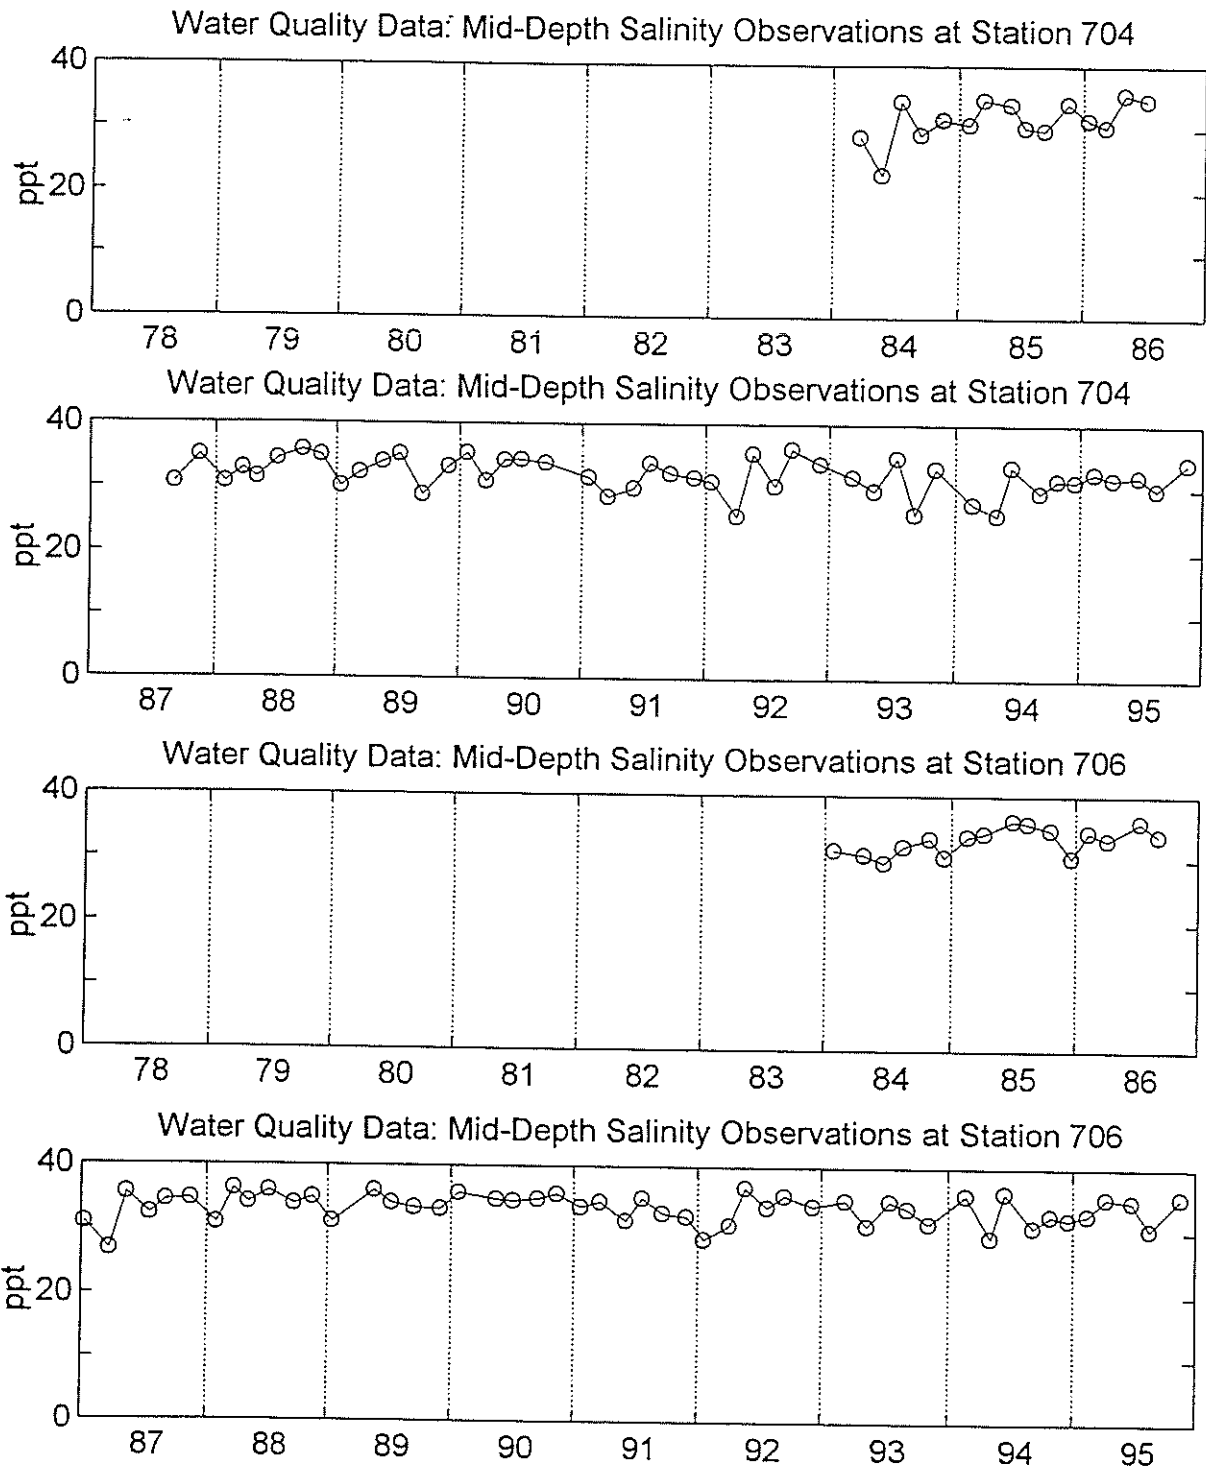 Water Quality Data: Mid-Depth Salinity Observations at Station 704
40
20
0
ppt
78 79 80 81 82 83 84 85 86
Water Quality Data: Mid-Depth Salinity Observations at Station 704
40
20
0
ppt
87 88 89 90 91 92 93 94 95
Water Quality Data: Mid-Depth Salinity Observations at Station 706
40
20
0
ppt
78 79 80 81 82 83 84 85 86
Water Quality Data: Mid-Depth Salinity Observations at Station 706
40
20
0
ppt
87 88 89 90 91 92 93 94 95